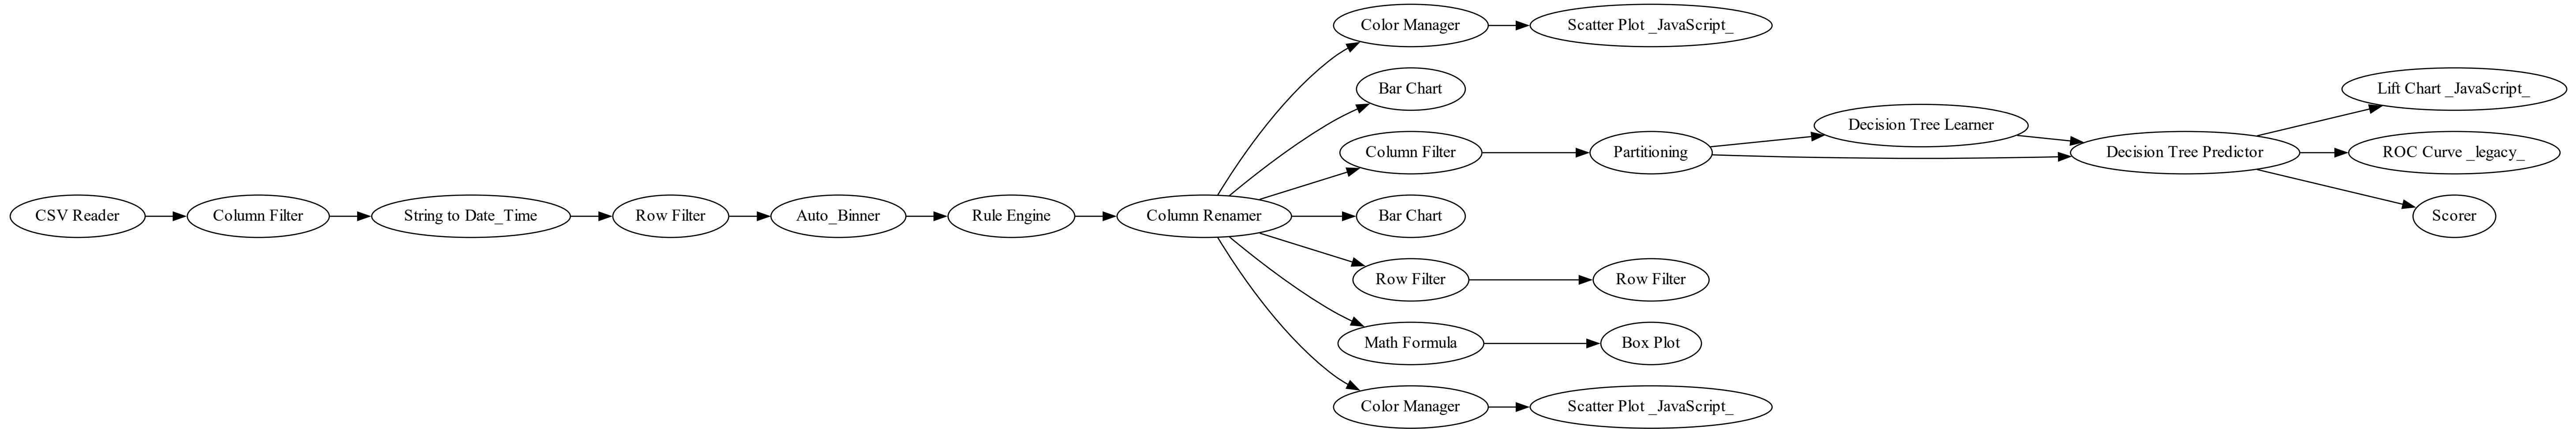 CSV Reader
Column Filter
String to Date_Time
Row Filter
Auto_Binner
Rule Engine
Column Renamer
Color Manager
Scatter Plot _JavaScript_
Bar Chart
Column Filter
Partitioning
Decision Tree Learner
Decision Tree Predictor
Lift Chart _JavaScript_
ROC Curve _legacy_
Scorer
Bar Chart
Row Filter
Row Filter
Math Formula
Box Plot
Color Manager
Scatter Plot _JavaScript_